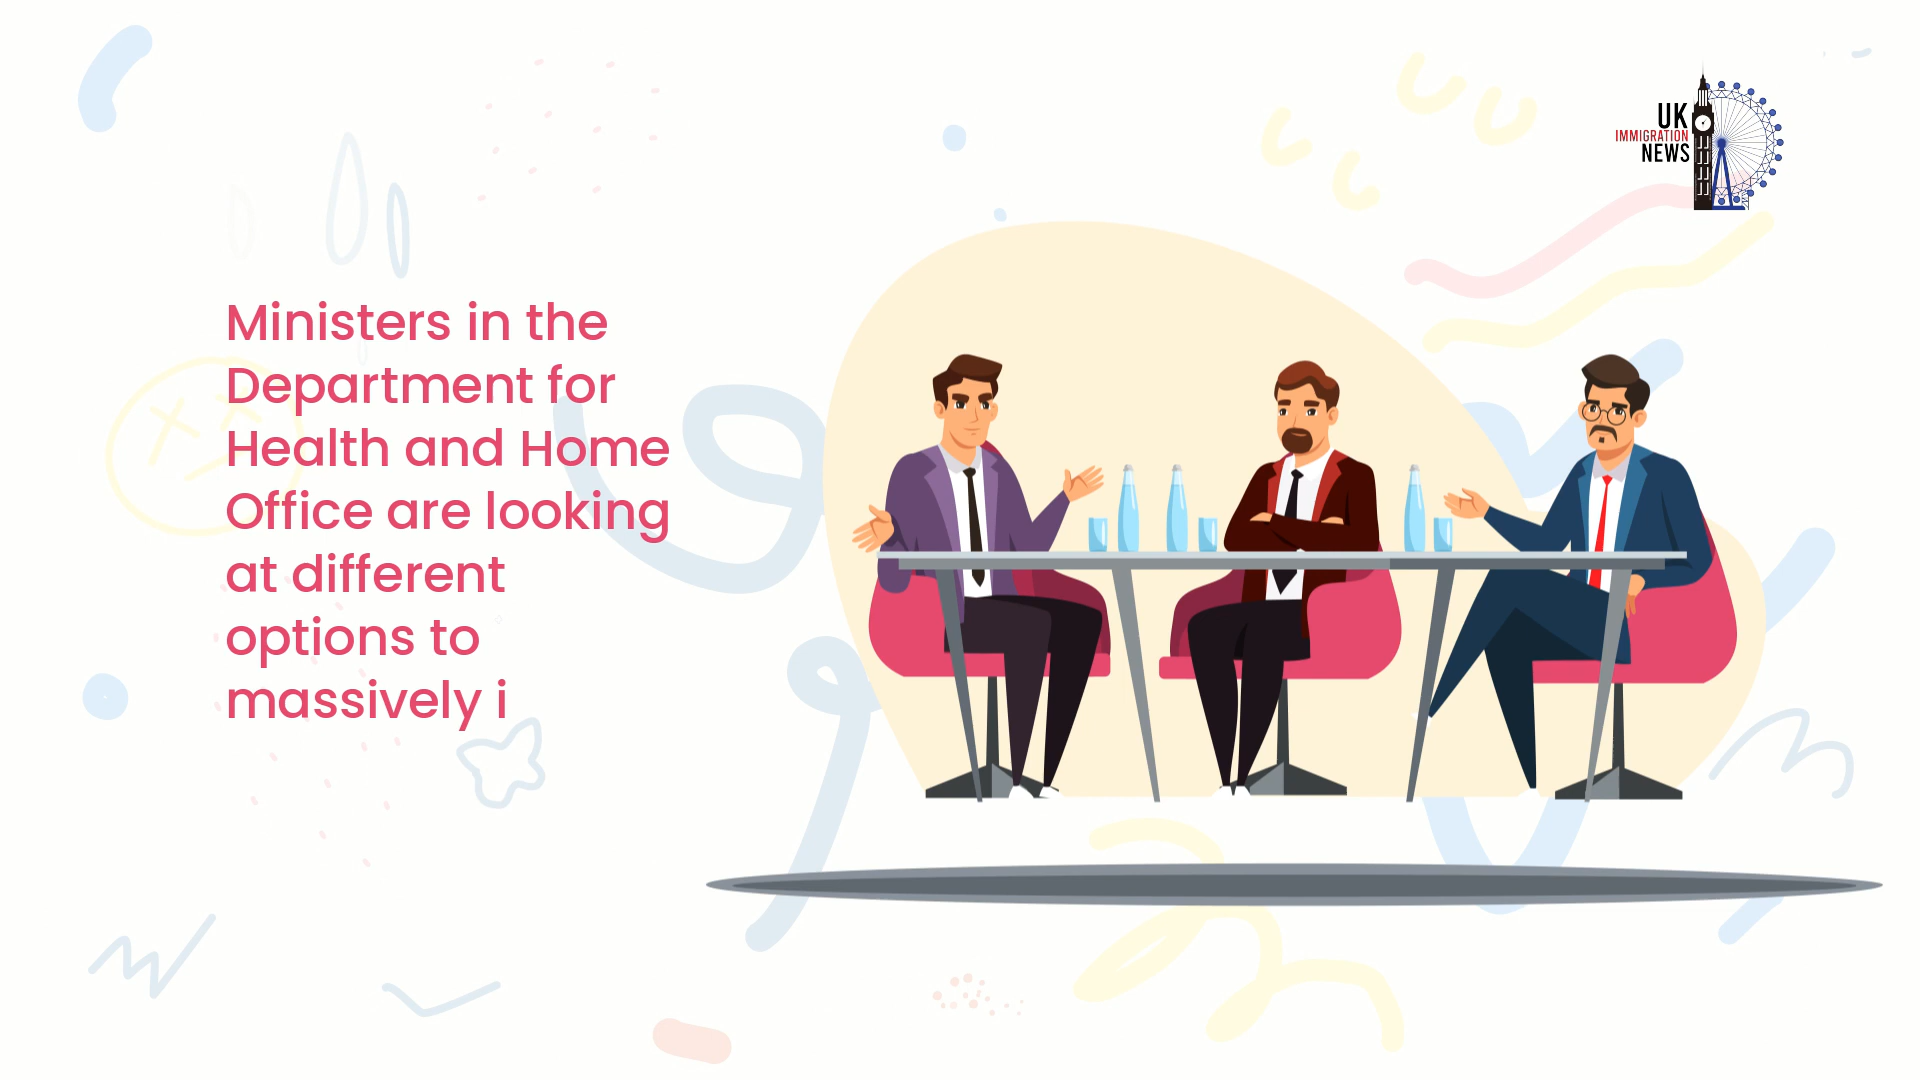 UK
IMMIGRATION
NEWS
Ministers in the
Department for
Health and Home
Office are looking
at different
options to
massively i